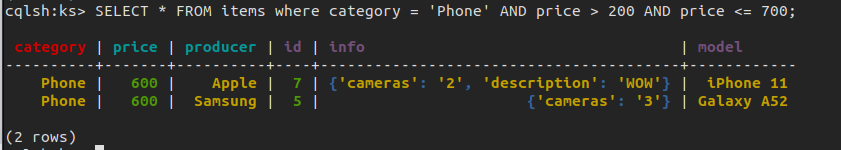 cqlsh:ks> SELECT * FROM items where category = 'Phone' AND price > 200 AND price <= 700;
 category | price | producer | id | info                                     | model
----------+-------+----------+----+------------------------------------------+------------
    Phone |   600 |    Apple |  7 | {'cameras': '2', 'description': 'WOW'} |  iPhone 11
    Phone |   600 |  Samsung |  5 |                         {'cameras': '3'} | Galaxy A52
(2 rows)